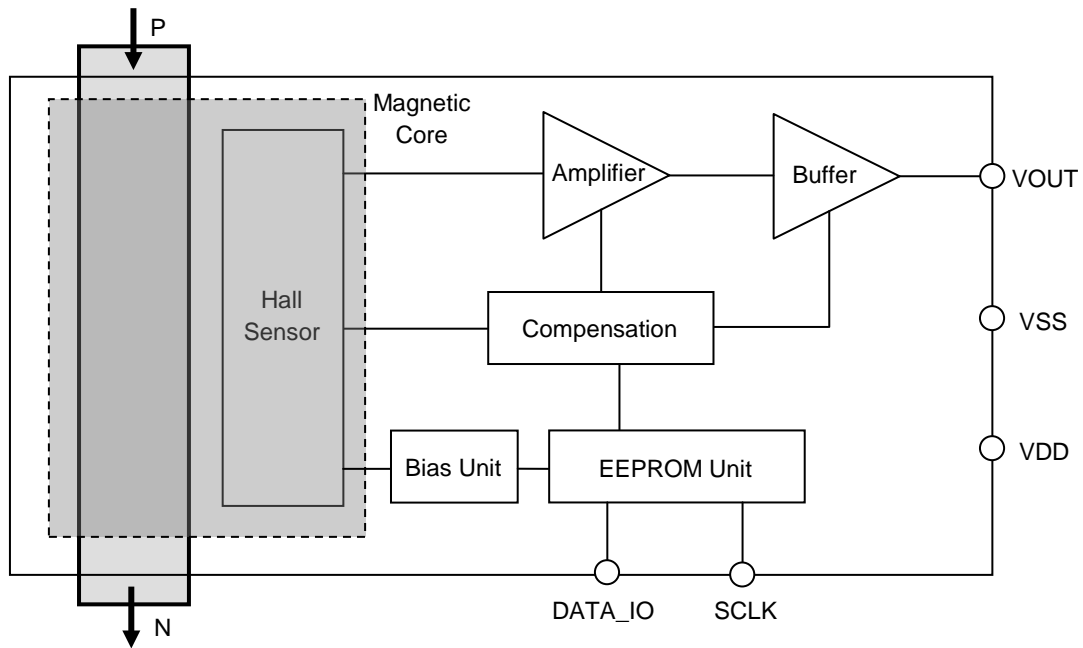 P
Magnetic
Core
Amplifier
Buffer
VOUT
Hall
Sensor
Compensation
VSS
Bias Unit
EEPROM Unit
VDD
DATA_IO
SCLK
N